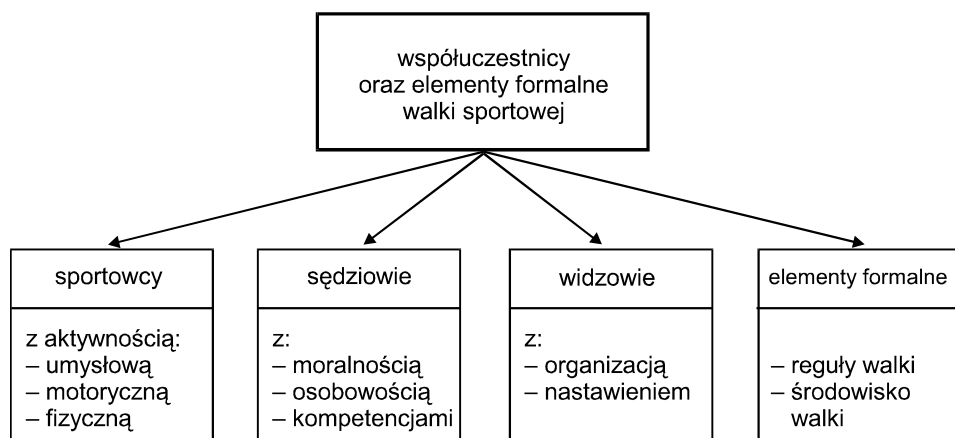 współuczestnicy
oraz elementy formalne
walki sportowej
sportowcy
z aktywnością:
– umysłową
– motoryczną
– fizyczną
sędziowie
z:
– moralnością
– osobowością
– kompetencjami
widzowie
z:
– organizacją
– nastawieniem
elementy formalne
– reguły walki
– środowisko
walki